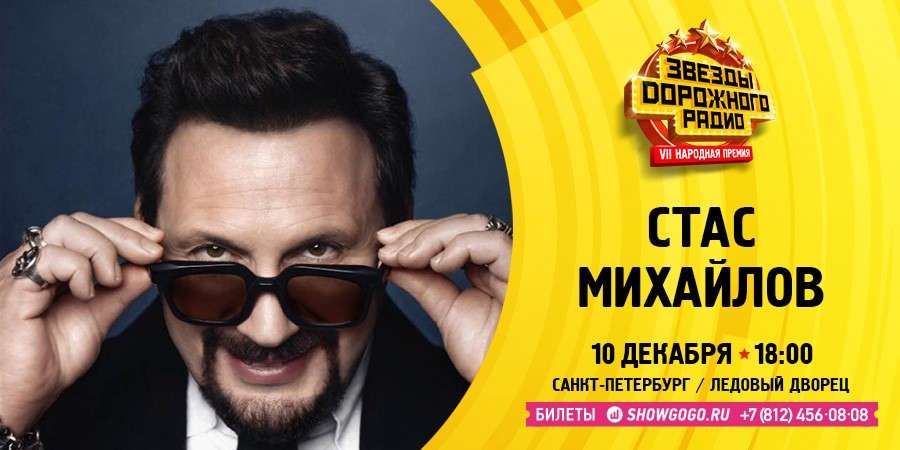 ЗВЕЗДЫ
ДОРОЖНОГО
РАДИО
VII НАРОДНАЯ ПРЕМИЯ
СТАС
МИХАЙЛОВ
10 ДЕКАБРЯ ★ 18:00
САНКТ-ПЕТЕРБУРГ / ЛЕДОВЫЙ ДВОРЕЦ
БИЛЕТЫ SHOWGOGO.RU +7 (812) 456-08-08